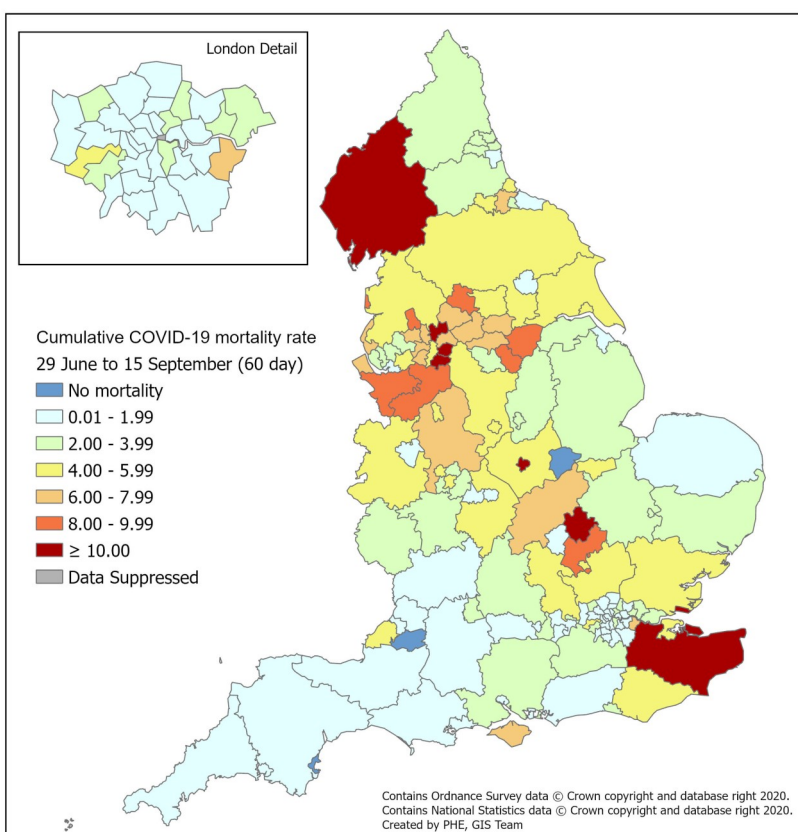 London Detail
Cumulative COVID-19 mortality rate
29 June to 15 September (60 day)
No mortality
0.01 - 1.99
2.00 - 3.99
4.00 - 5.99
6.00 - 7.99
8.00 - 9.99
≥ 10.00
Data Suppressed
Contains Ordnance Survey data © Crown copyright and database right 2020.
Contains National Statistics data © Crown copyright and database right 2020.
Created by PHE, GIS Team